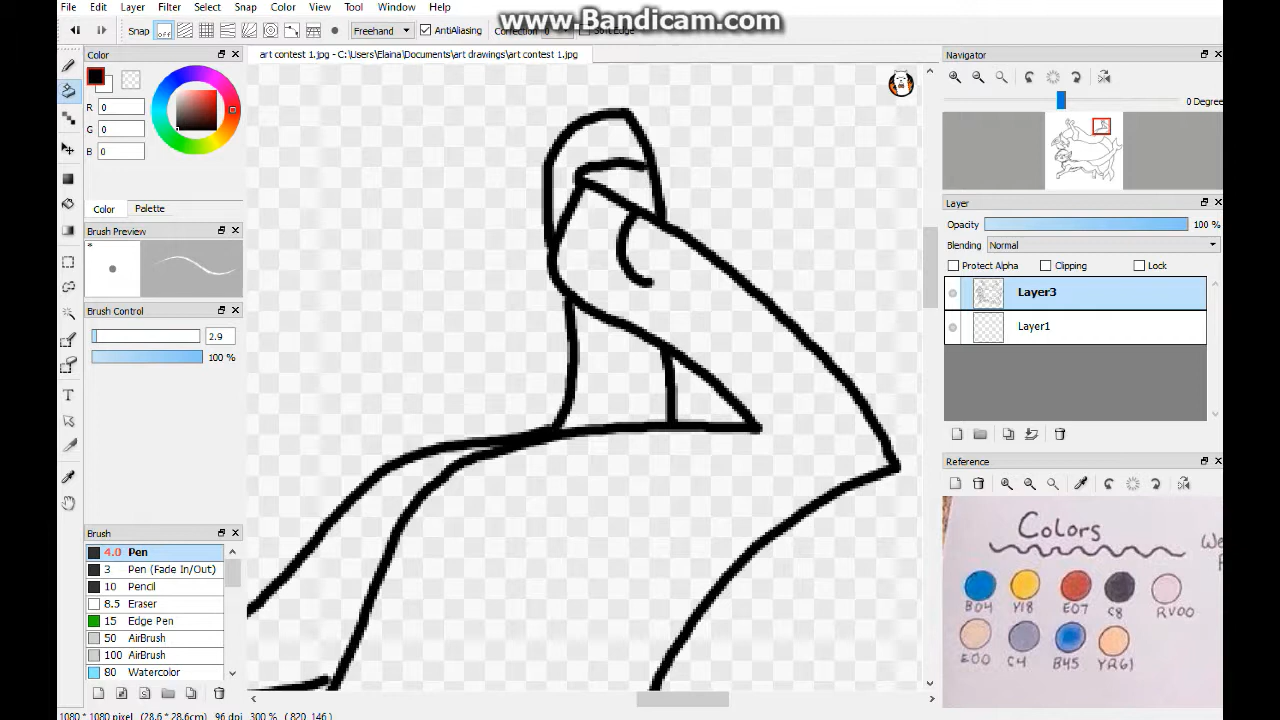 www.Bandicam.com
File Edit Layer Filter Select Snap Color View Tool Window Help
Snap off Freehand AntiAliasing Correction 0 Soft Edge
Color
art contest 1.jpg - C:\Users\Elaina\Documents\art drawings\art contest 1.jpg
Navigator
R 0
G 0
B 0
0 Degree
Color Palette
Layer
Brush Preview
*
Opacity 100 %
Blending Normal
Protect Alpha Clipping Lock
Layer3
Brush Control
Layer1
2.9
100 %
Reference
Colors
We
Brush
4.0 Pen
3 Pen (Fade In/Out)
10 Pencil
8.5 Eraser
15 Edge Pen
50 AirBrush
100 AirBrush
80 Watercolor
B04 Y18 E07 C8 RV00
E00 C4 B45 YR61
1080 * 1080 pixel (28.6 * 28.6cm) 96 dpi 300 % ( 820, 146 )